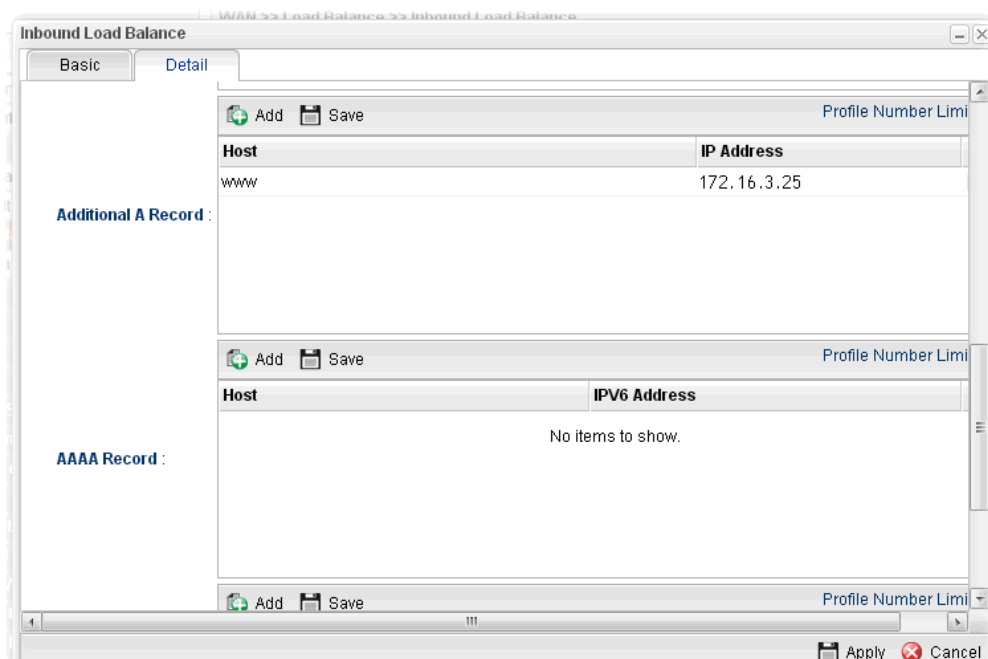 WAN >> Load Balance >> Inbound Load Balance
Inbound Load Balance
Basic Detail
Add Save Profile Number Limi
Host IP Address
www 172.16.3.25
Additional A Record :
Add Save Profile Number Limi
Host IPV6 Address
No items to show.
AAAA Record :
Add Save Profile Number Limi
Apply Cancel